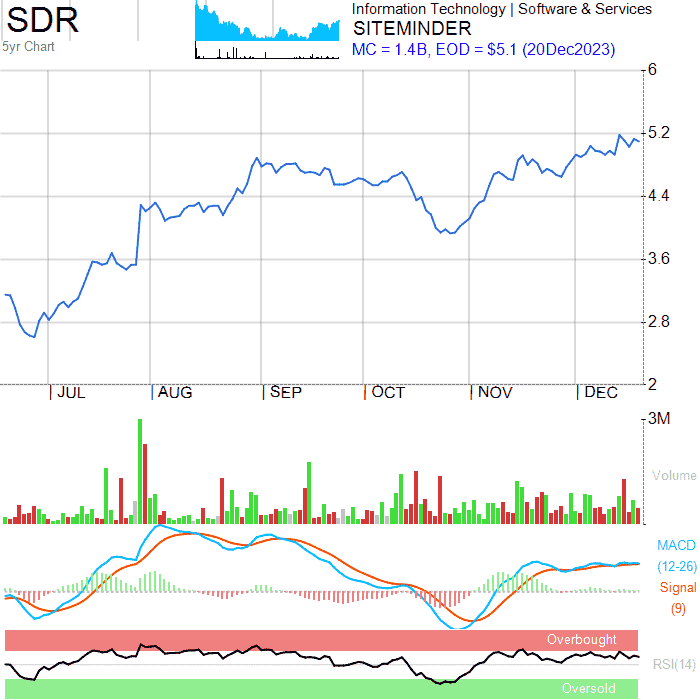 SDR
5yr Chart
Information Technology | Software & Services
SITEMINDER
MC = 1.4B, EOD = $5.1 (20Dec2023)
6
5.2
4.4
3.6
2.8
2
JUL AUG SEP OCT NOV DEC
3M
Volume
MACD
(12-26)
Signal
(9)
Overbought
RSI(14)
Oversold